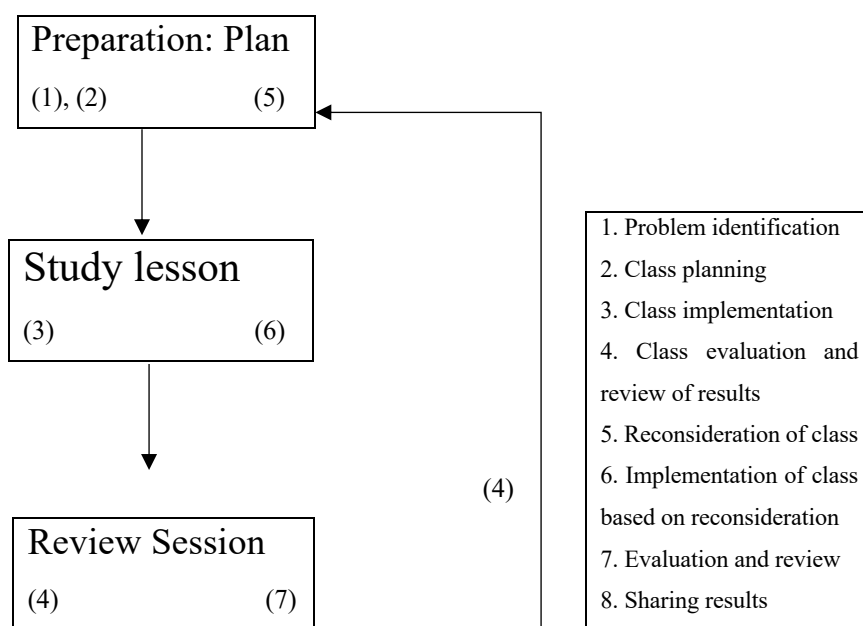 Preparation: Plan
(1), (2) (5)
Study lesson
(3) (6)
(4)
Review Session
(4) (7)
1. Problem identification
2. Class planning
3. Class implementation
4. Class evaluation and
review of results
5. Reconsideration of class
6. Implementation of class
based on reconsideration
7. Evaluation and review
8. Sharing results